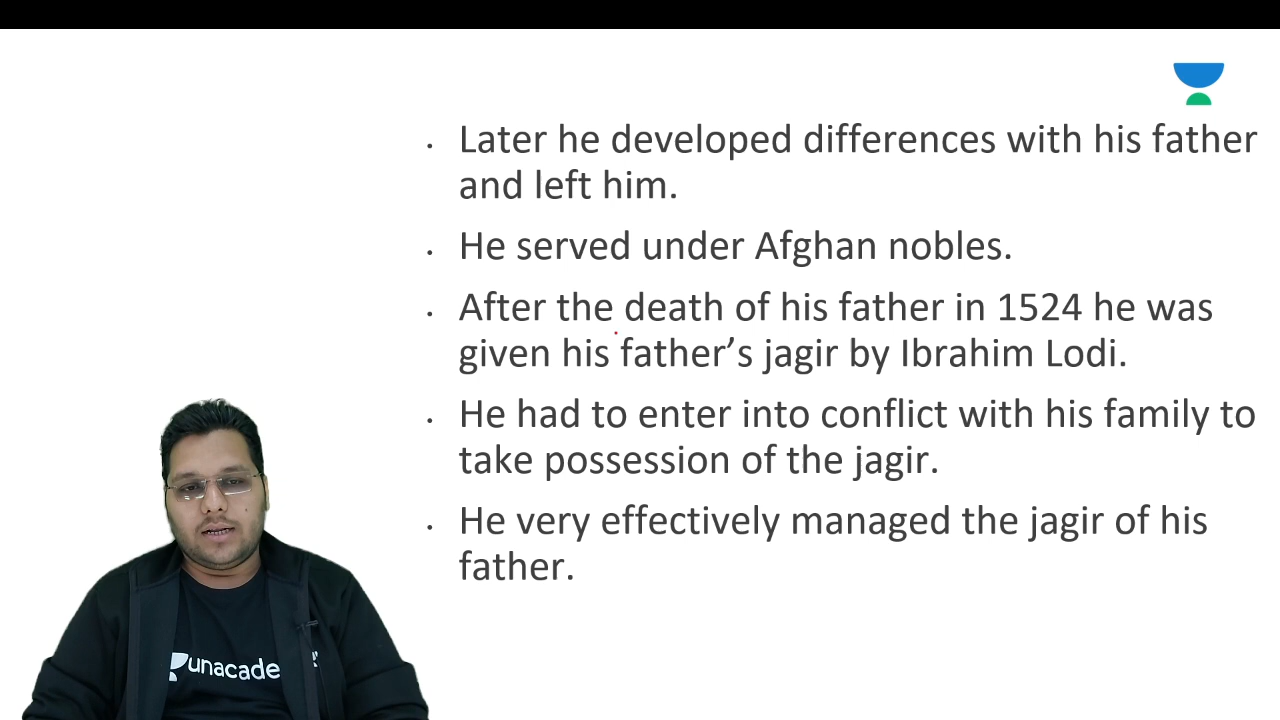 • Later he developed differences with his father
and left him.
• He served under Afghan nobles.
• After the death of his father in 1524 he was
given his father’s jagir by Ibrahim Lodi.
• He had to enter into conflict with his family to
take possession of the jagir.
• He very effectively managed the jagir of his
father.
unacade